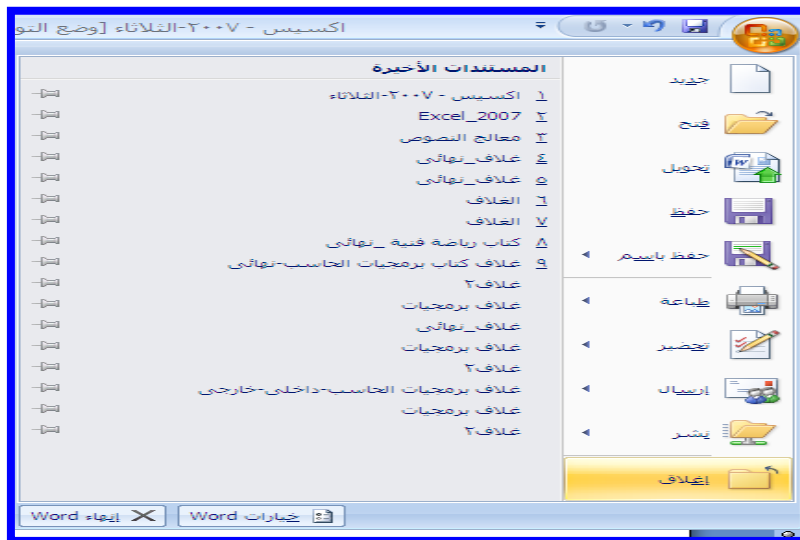 اكسيس - ٢٠٠٧-الثلاثاء [وضع التو
جديد
فتح
تحويل
حفظ
حفظ باسم
طباعة
تحضير
إرسال
نشر
إغلاق
المستندات الأخيرة
١ اكسيس - ٢٠٠٧-الثلاثاء
٢ Excel_2007
٣ معالج النصوص
٤ غلاف_نهائى
٥ غلاف_نهائى
٦ الغلاف
٧ الغلاف
٨ كتاب رياضة فنية _نهائى
٩ غلاف كتاب برمجيات الحاسب-نهائى
غلاف٢
غلاف برمجيات
غلاف_نهائى
غلاف برمجيات
غلاف٢
غلاف برمجيات الحاسب-داخلى-خارجى
غلاف برمجيات
غلاف٢
خيارات Word
إنهاء Word